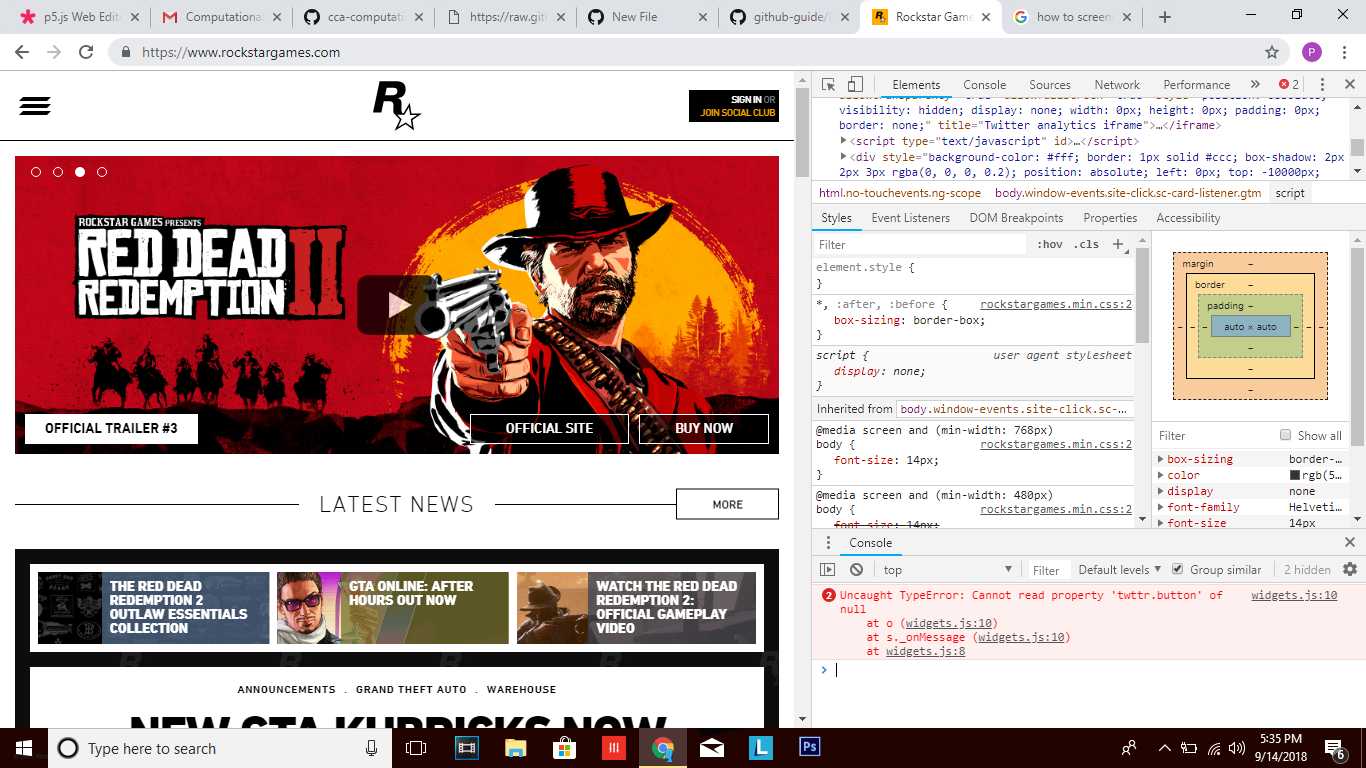 p5.js Web Edit
Computational
cca-computati
https://raw.git
New File
github-guide/
Rockstar Game
how to screen
https://www.rockstargames.com
P
R
SIGN IN OR
JOIN SOCIAL CLUB
ROCKSTAR GAMES PRESENTS
RED DEAD
REDEMPTION II
OFFICIAL TRAILER #3
OFFICIAL SITE
BUY NOW
LATEST NEWS
MORE
THE RED DEAD
REDEMPTION 2
OUTLAW ESSENTIALS
COLLECTION
GTA ONLINE: AFTER
HOURS OUT NOW
WATCH THE RED DEAD
REDEMPTION 2:
OFFICIAL GAMEPLAY
VIDEO
ANNOUNCEMENTS . GRAND THEFT AUTO . WAREHOUSE
NEW GTA KUBRICKS NOW
Elements Console Sources Network Performance » 2
visibility: hidden; display: none; width: 0px; height: 0px; padding: 0px;
border: none;" title="Twitter analytics iframe">…</iframe>
<script type="text/javascript" id>…</script>
<div style="background-color: #fff; border: 1px solid #ccc; box-shadow: 2px
2px 3px rgba(0, 0, 0, 0.2); position: absolute; left: 0px; top: -10000px;
html.no-touchevents.ng-scope body.window-events.site-click.sc-card-listener.gtm script
Styles Event Listeners DOM Breakpoints Properties Accessibility
Filter :hov .cls +
element.style {
}
*, :after, :before { rockstargames.min.css:2
box-sizing: border-box;
}
script { user agent stylesheet
display: none;
}
Inherited from body.window-events.site-click.sc-…
@media screen and (min-width: 768px)
body { rockstargames.min.css:2
font-size: 14px;
}
@media screen and (min-width: 480px)
body { rockstargames.min.css:2
font-size: 14px;
margin –
border –
padding –
– – – auto × auto – – –
–
–
–
Filter Show all
box-sizing border-…
color rgb(5…
display none
font-family Helveti…
font-size 14px
Console
top Filter Default levels Group similar 2 hidden
2 Uncaught TypeError: Cannot read property 'twttr.button' of widgets.js:10
null
at o (widgets.js:10)
at s._onMessage (widgets.js:10)
at widgets.js:8
>
Type here to search
L
Ps
5:35 PM
9/14/2018
6